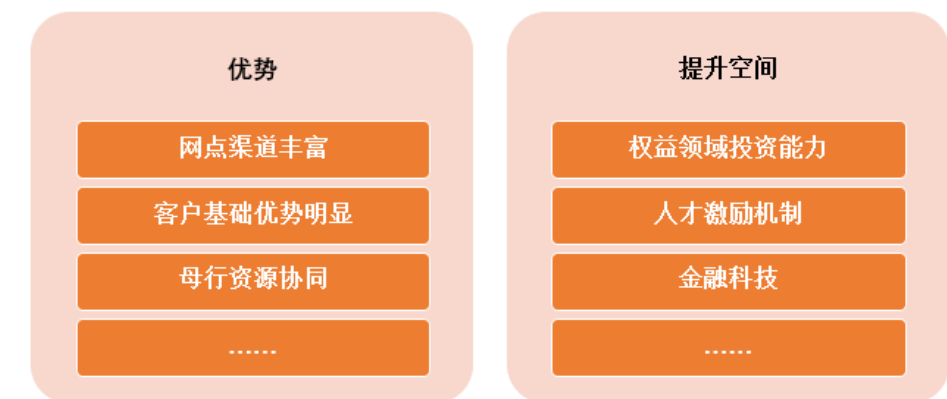 优势
网点渠道丰富
客户基础优势明显
母行资源协同
……
提升空间
权益领域投资能力
人才激励机制
金融科技
……